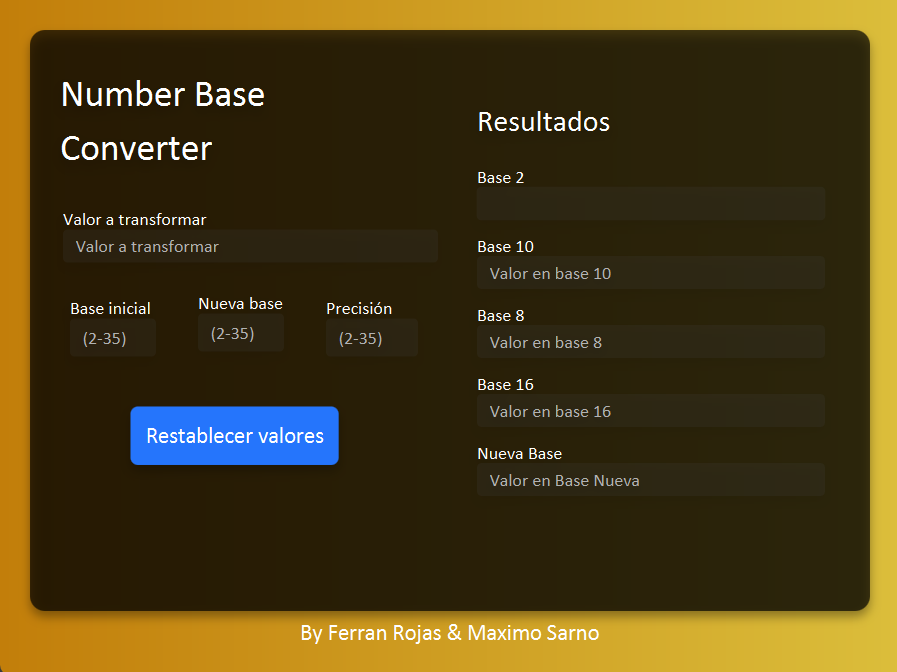 Number Base
Converter
Valor a transformar
Valor a transformar
Base inicial
(2-35)
Nueva base
(2-35)
Precisión
(2-35)
Restablecer valores
Resultados
Base 2
Base 10
Valor en base 10
Base 8
Valor en base 8
Base 16
Valor en base 16
Nueva Base
Valor en Base Nueva
By Ferran Rojas & Maximo Sarno